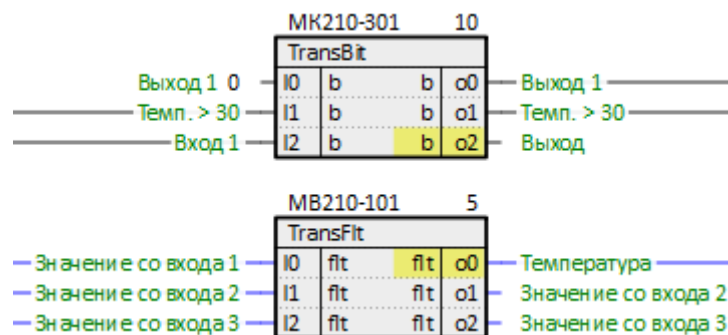 МК210-301 10
TransBit
Выход 1 0 I0 b b o0 Выход 1
Темп. > 30 I1 b b o1 Темп. > 30
Вход 1 I2 b b o2 Выход
МВ210-101 5
TransFlt
Значение со входа 1 I0 flt flt o0 Температура
Значение со входа 2 I1 flt flt o1 Значение со входа 2
Значение со входа 3 I2 flt flt o2 Значение со входа 3